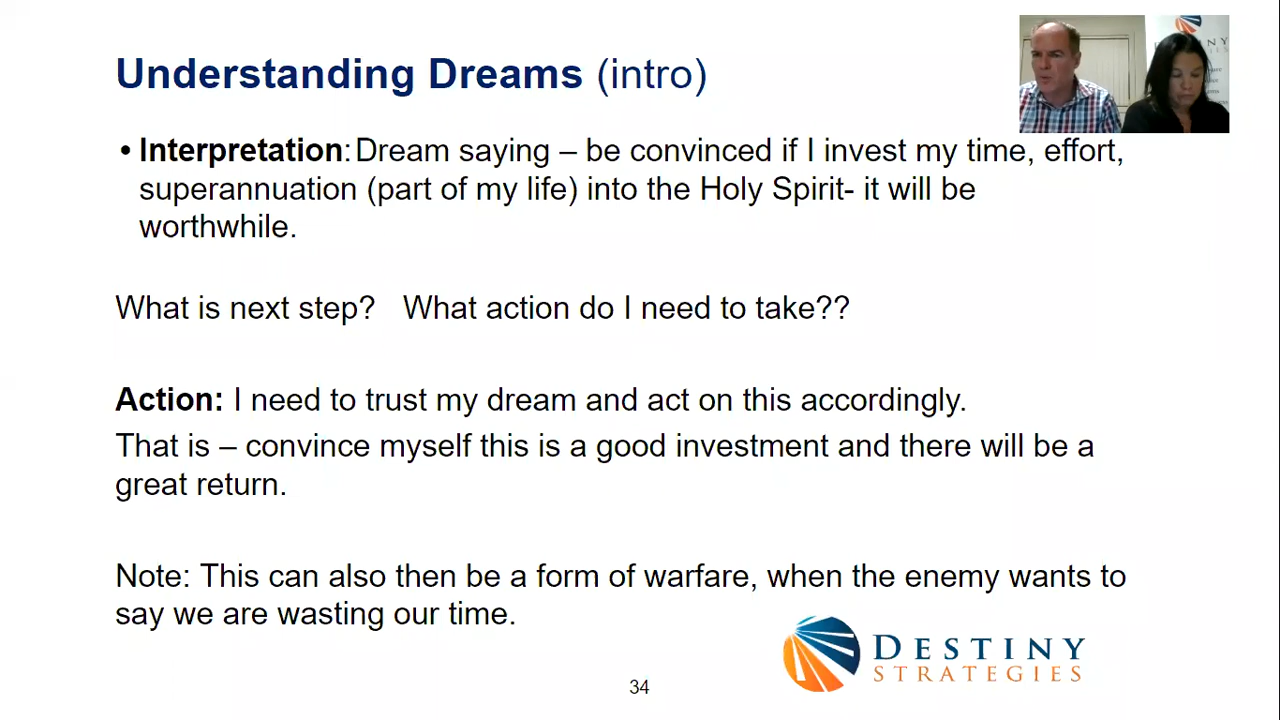 Understanding Dreams (intro)
• Interpretation: Dream saying – be convinced if I invest my time, effort,
superannuation (part of my life) into the Holy Spirit- it will be
worthwhile.
What is next step? What action do I need to take??
Action: I need to trust my dream and act on this accordingly.
That is – convince myself this is a good investment and there will be a
great return.
Note: This can also then be a form of warfare, when the enemy wants to
say we are wasting our time.
DESTINY
STRATEGIES
34